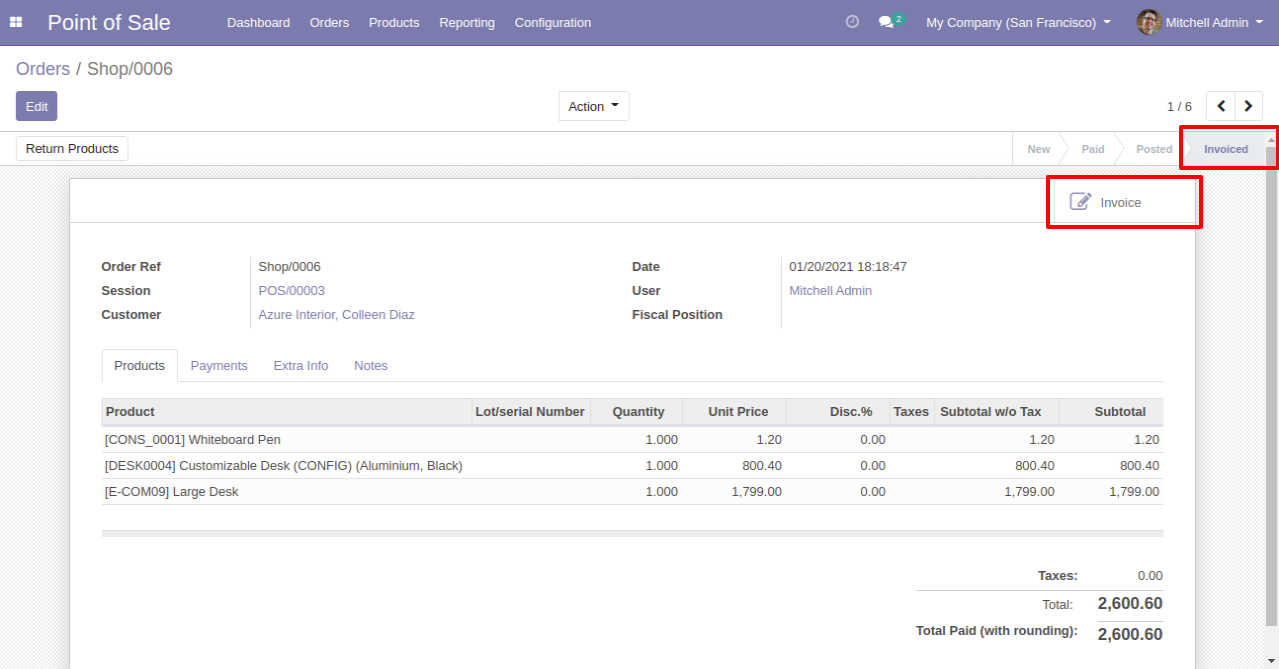 Point of Sale Dashboard Orders Products Reporting Configuration 2 My Company (San Francisco) Mitchell Admin
Orders / Shop/0006
Edit Action 1 / 6
Return Products New Paid Posted Invoiced
Invoice
Order Ref Shop/0006 Date 01/20/2021 18:18:47
Session POS/00003 User Mitchell Admin
Customer Azure Interior, Colleen Diaz Fiscal Position
Products Payments Extra Info Notes
Product Lot/serial Number Quantity Unit Price Disc.% Taxes Subtotal w/o Tax Subtotal
[CONS_0001] Whiteboard Pen 1.000 1.20 0.00 1.20 1.20
[DESK0004] Customizable Desk (CONFIG) (Aluminium, Black) 1.000 800.40 0.00 800.40 800.40
[E-COM09] Large Desk 1.000 1,799.00 0.00 1,799.00 1,799.00
Taxes: 0.00
Total: 2,600.60
Total Paid (with rounding): 2,600.60